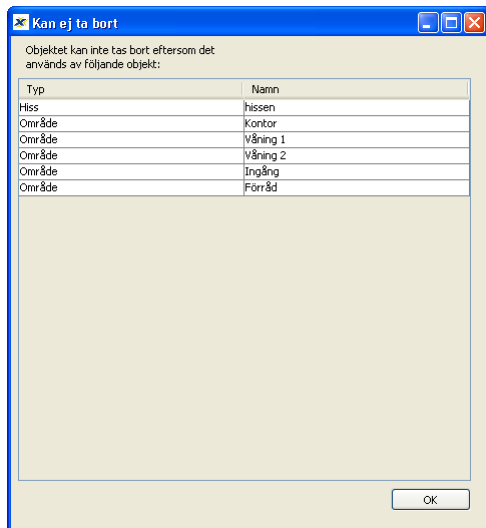 Kan ej ta bort
Objektet kan inte tas bort eftersom det
används av följande objekt:
Typ Namn
Hiss hissen
Område Kontor
Område Våning 1
Område Våning 2
Område Ingång
Område Förråd
OK